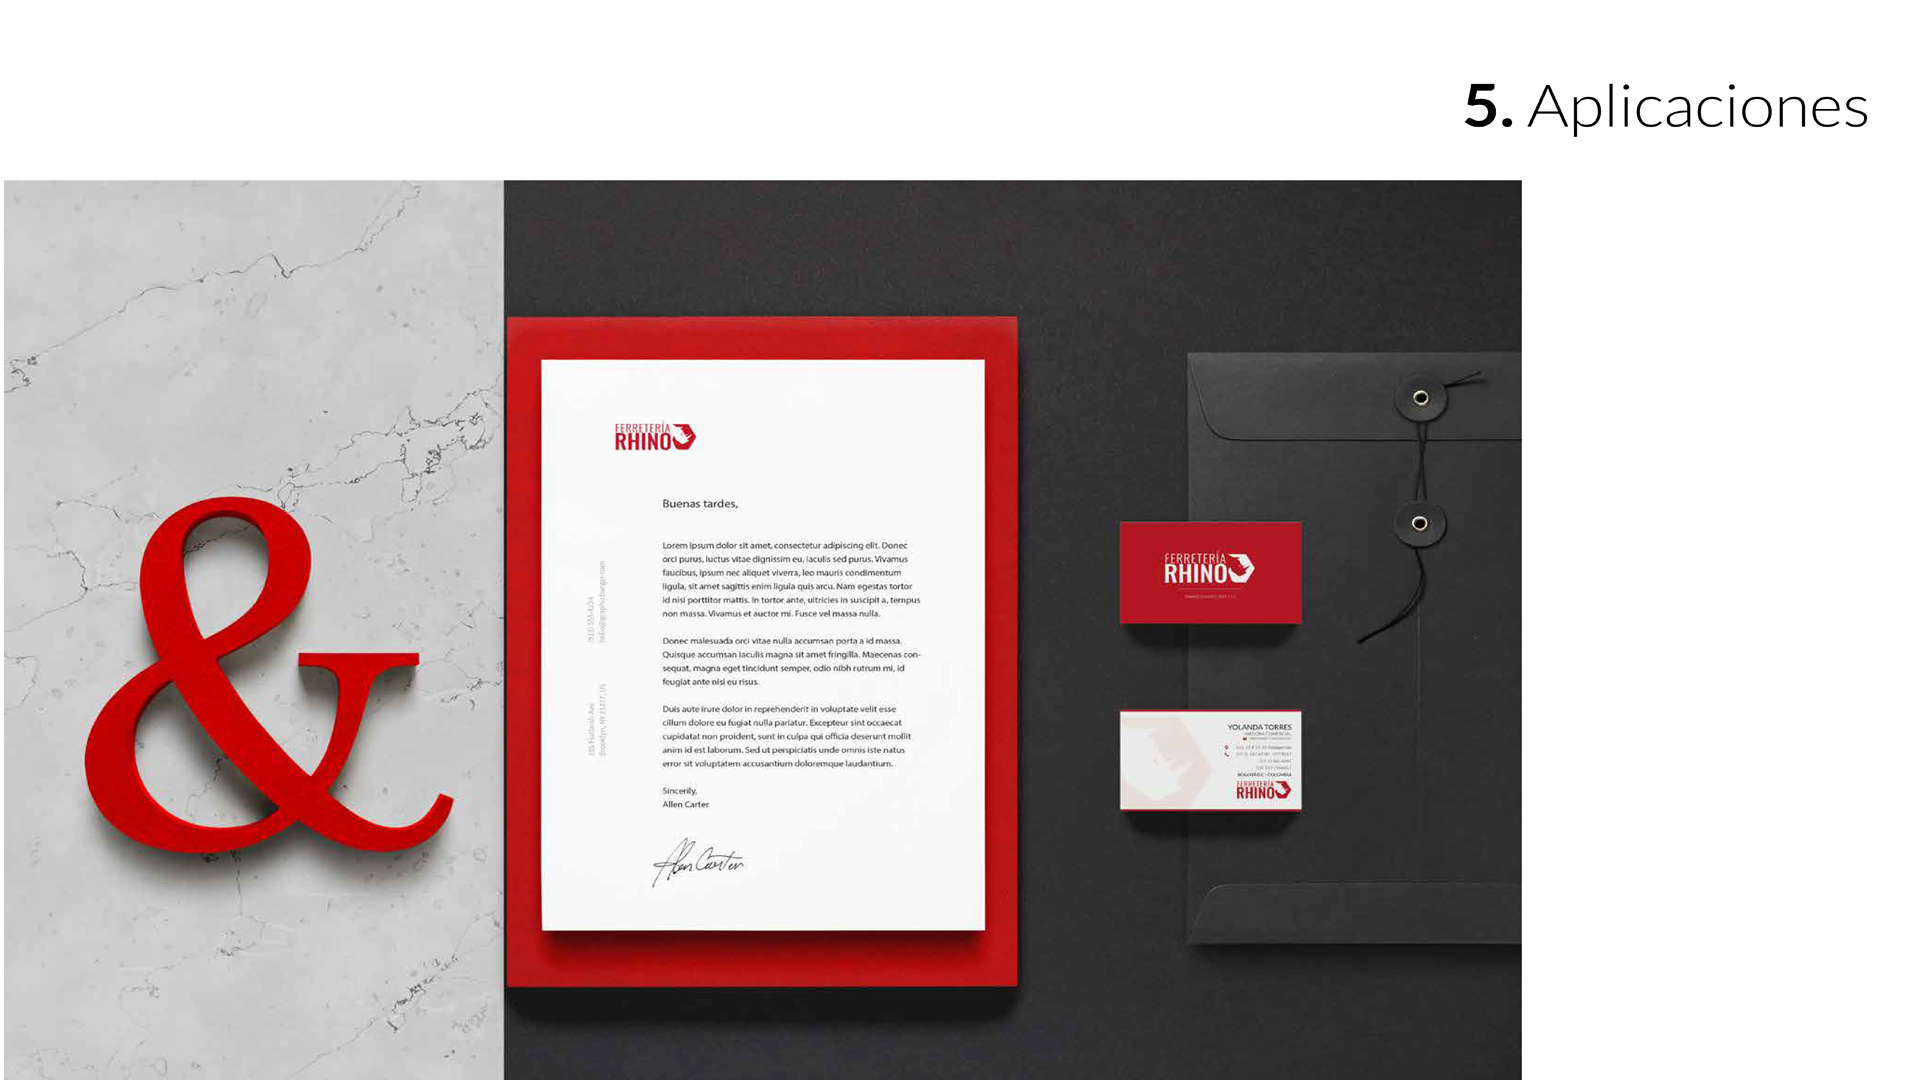 5. Aplicaciones
FERRETERÍA
RHINO
Buenas tardes,
Lorem ipsum dolor sit amet, consectetur adipiscing elit. Donec
orci purus, luctus vitae dignissim eu, iaculis sed purus. Vivamus
faucibus, ipsum nec aliquet viverra, leo mauris condimentum
ligula, sit amet sagittis enim ligula quis arcu. Nam egestas tortor
id nisi porttitor mattis. In tortor ante, ultricies in suscipit a, tempus
non massa. Vivamus et auctor mi. Fusce vel massa nulla.
Donec malesuada orci vitae nulla accumsan porta a id massa.
Quisque accumsan iaculis magna sit amet fringilla. Maecenas con-
sequat, magna eget tincidunt semper, odio nibh rutrum mi, id
feugiat ante nisi eu risus.
Duis aute irure dolor in reprehenderit in voluptate velit esse
cillum dolore eu fugiat nulla pariatur. Excepteur sint occaecat
cupidatat non proident, sunt in culpa qui officia deserunt mollit
anim id est laborum. Sed ut perspiciatis unde omnis iste natus
error sit voluptatem accusantium doloremque laudantium.
Sincerily,
Allen Carter
Allen Carter
Brooklyn, NY 11217, US
&
FERRETERÍA
RHINO
YOLANDA TORRES
ASESORA COMERCIAL
BOGOTÁ D.C - COLOMBIA
FERRETERÍA
RHINO